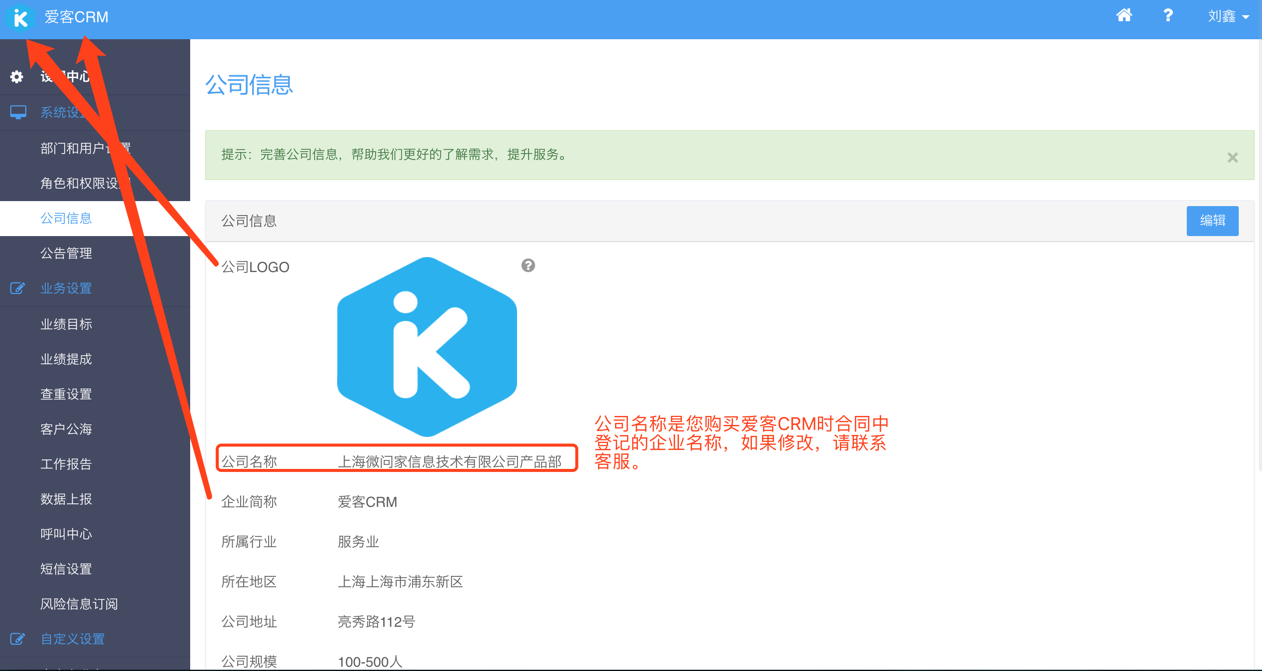 爱客CRM
刘鑫
设置中心
系统设置
部门和用户设置
角色和权限设置
公司信息
公告管理
业务设置
业绩目标
业绩提成
查重设置
客户公海
工作报告
数据上报
呼叫中心
短信设置
风险信息订阅
自定义设置
公司信息
提示：完善公司信息，帮助我们更好的了解需求，提升服务。
公司信息
编辑
公司LOGO
公司名称 上海微问家信息技术有限公司产品部
公司名称是您购买爱客CRM时合同中
登记的企业名称，如果修改，请联系
客服。
企业简称 爱客CRM
所属行业 服务业
所在地区 上海上海市浦东新区
公司地址 亮秀路112号
公司规模 100-500人